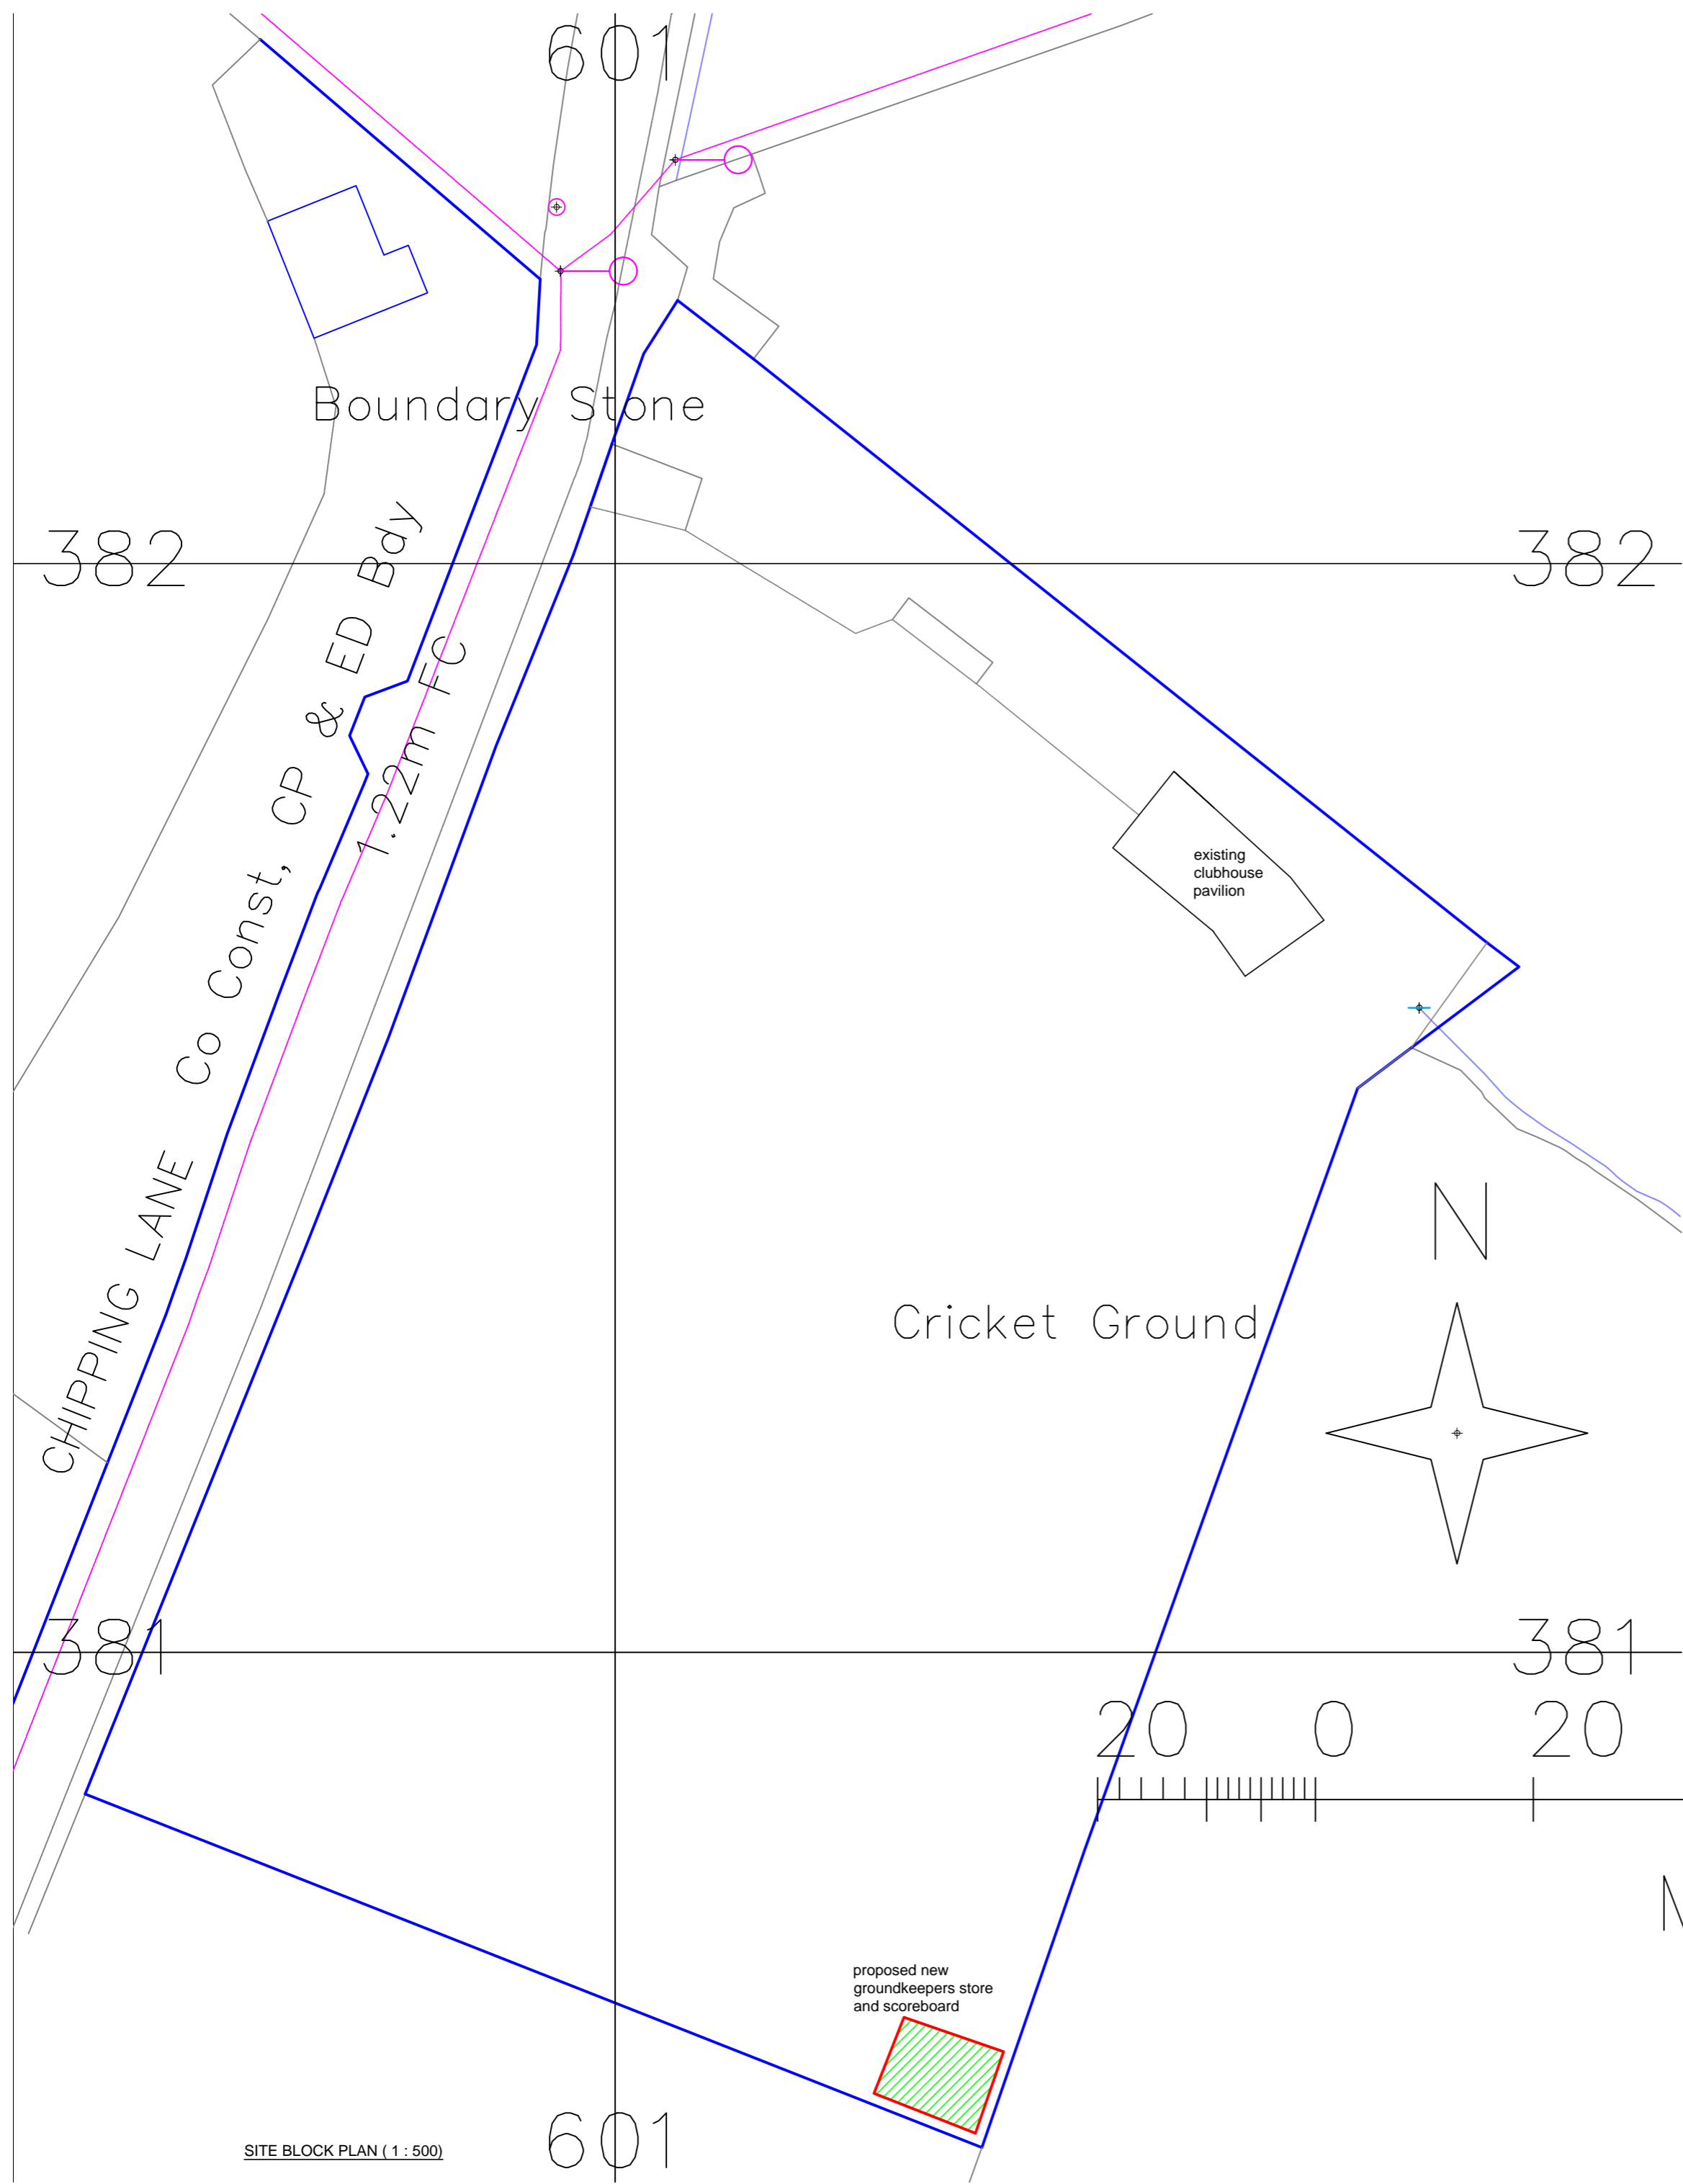 601
Boundary Stone
382
382
CHIPPING LANE Co Const, CP & ED Bdy
1.22m FC
existing
clubhouse
pavilion
N
Cricket Ground
381
381
20 0 20
proposed new
groundkeepers store
and scoreboard
601
SITE BLOCK PLAN ( 1 : 500)